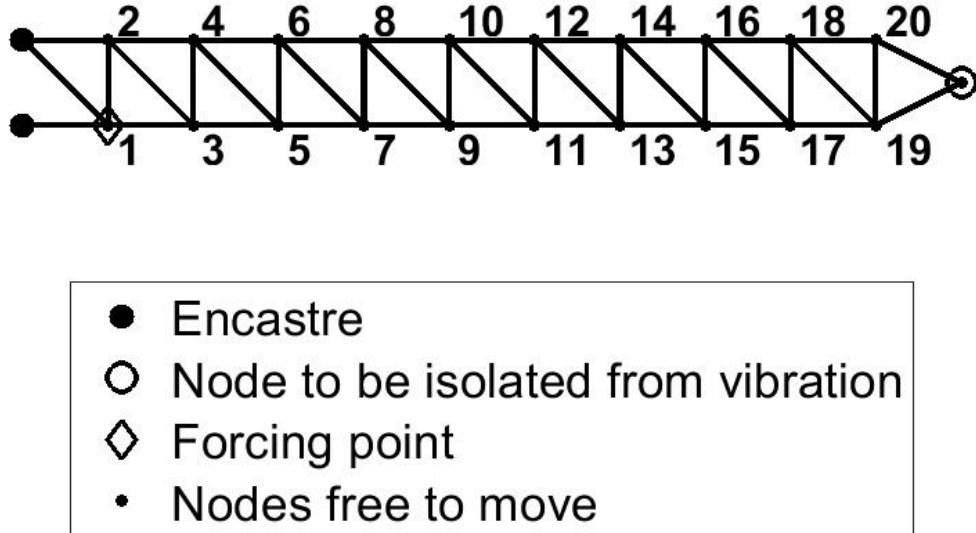 2 4 6 8 10 12 14 16 18 20
1 3 5 7 9 11 13 15 17 19
Encastre
Node to be isolated from vibration
Forcing point
Nodes free to move